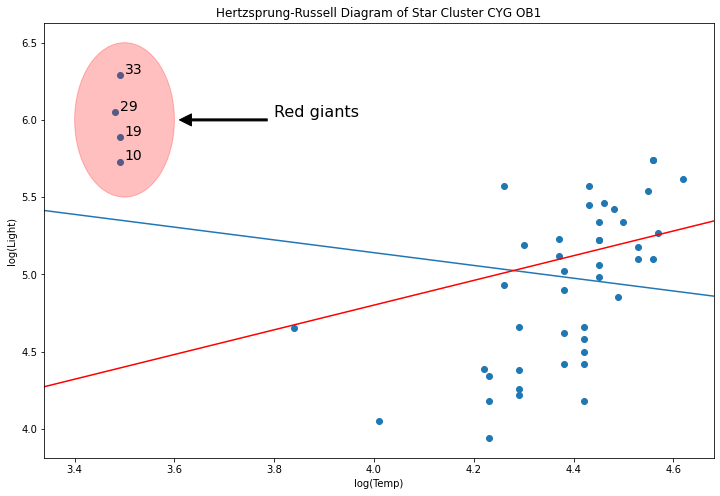 Hertzsprung-Russell Diagram of Star Cluster CYG OB1
6.5
6.0
5.5
5.0
4.5
4.0
log(Light)
33
29
19
10
Red giants
3.4 3.6 3.8 4.0 4.2 4.4 4.6
log(Temp)